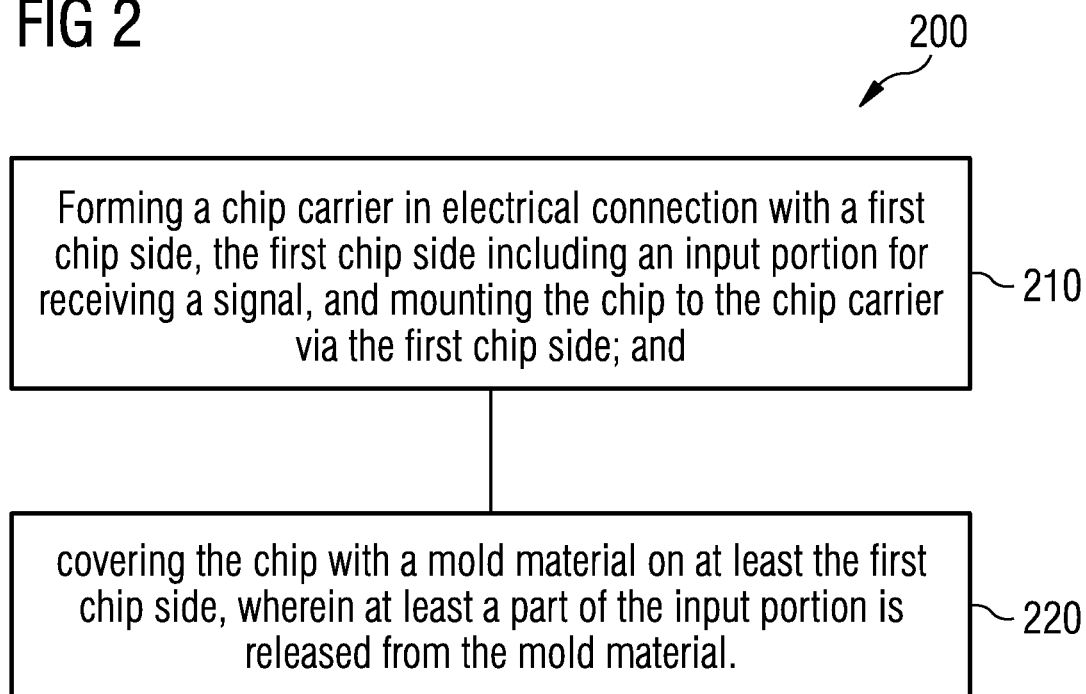 FIG 2
200
Forming a chip carrier in electrical connection with a first
chip side, the first chip side including an input portion for
receiving a signal, and mounting the chip to the chip carrier
via the first chip side; and
210
covering the chip with a mold material on at least the first
chip side, wherein at least a part of the input portion is
released from the mold material.
220